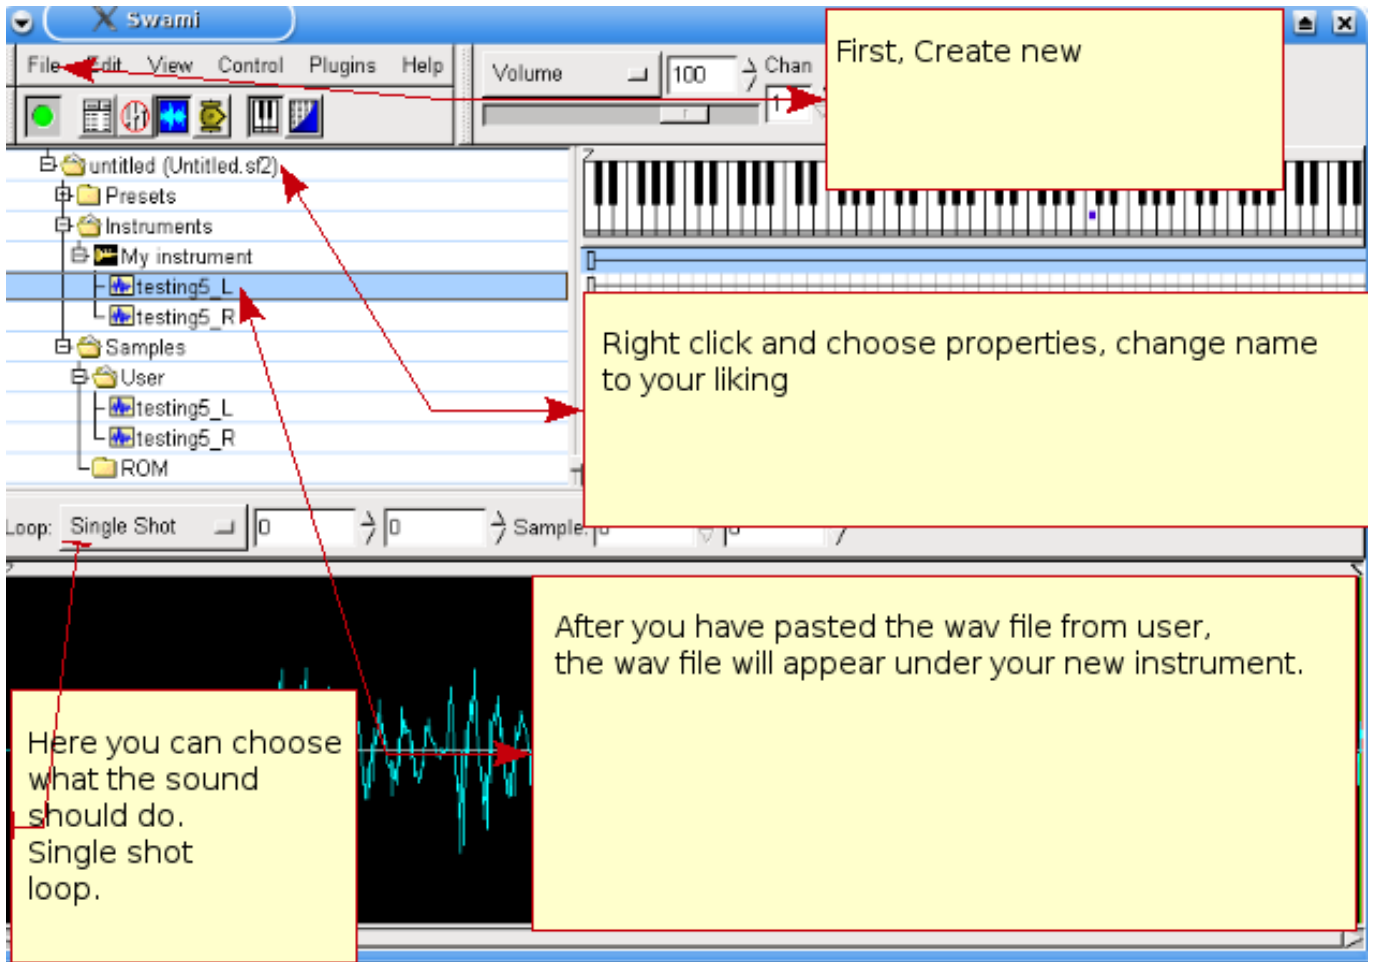 Swami
First, Create new
File Edit View Control Plugins Help
Volume 100 Chan
1
untitled (Untitled.sf2)
Presets
Instruments
My instrument
testing5_L
testing5_R
Right click and choose properties, change name
to your liking
Samples
User
testing5_L
testing5_R
ROM
Loop: Single Shot 0 0 Sample: 0 0
After you have pasted the wav file from user,
the wav file will appear under your new instrument.
Here you can choose
what the sound
should do.
Single shot
loop.